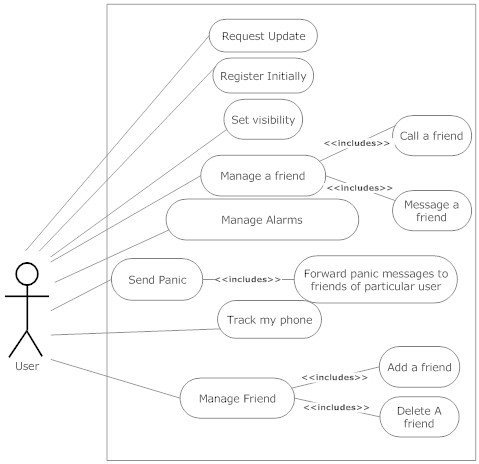 Request Update
Register Initially
Set visibility
<<includes>>
Call a friend
Manage a friend
<<includes>>
Message a
friend
Manage Alarms
Send Panic
<<includes>>
Forward panic messages to
friends of particular user
Track my phone
User
Add a friend
<<includes>>
Manage Friend
<<includes>>
Delete A
friend